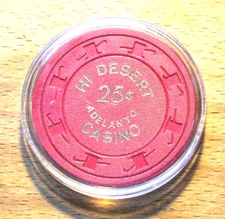 HI DESERT
25¢
ADELANTO
CASINO